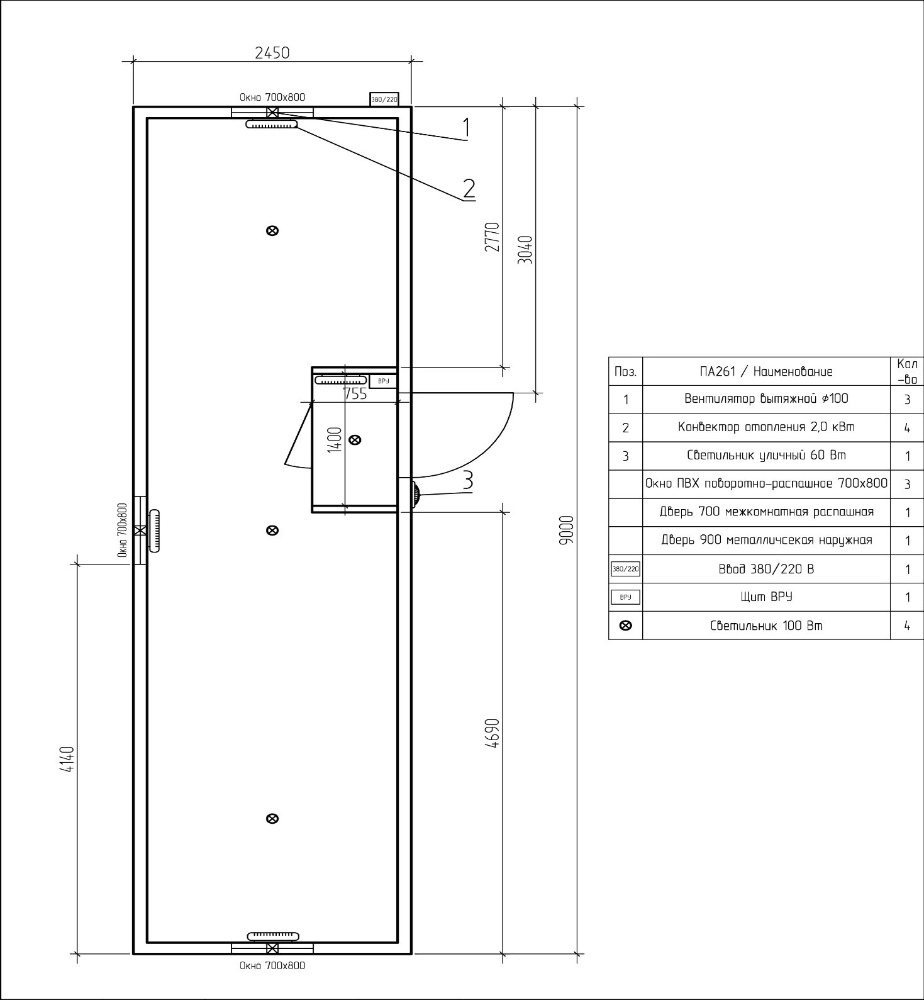 2450
Окно 700х800
380/220
1
2
2770
3040
ВРУ
755
1400
3
Окно 700х800
9000
4690
4140
Окно 700х800
Поз. ПА261 / Наименование Кол
-во
1 Вентилятор вытяжной ⌀100 3
2 Конвектор отопления 2,0 кВт 4
3 Светильник уличный 60 Вт 1
Окно ПВХ поворотно-распашное 700х800 3
Дверь 700 межкомнатная распашная 1
Дверь 900 металличсекая наружная 1
380/220 Ввод 380/220 В 1
ВРУ Щит ВРУ 1
Светильник 100 Вт 4